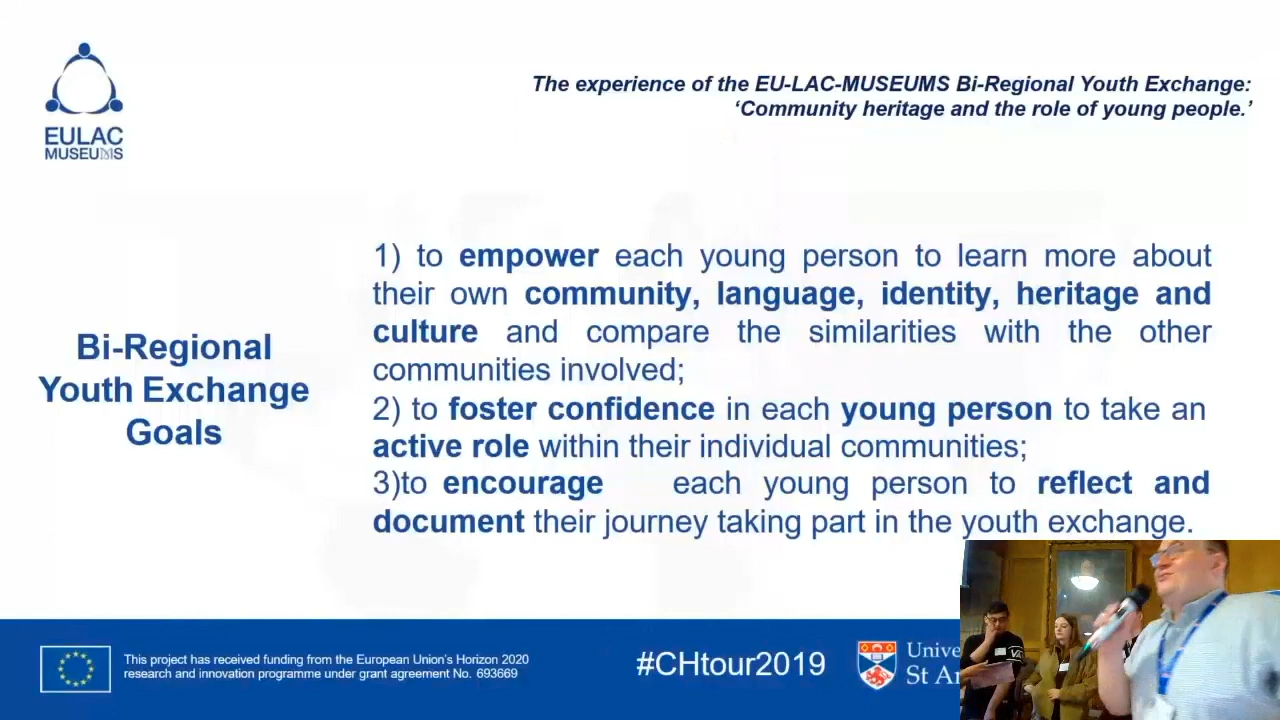 The experience of the EU-LAC-MUSEUMS Bi-Regional Youth Exchange:
‘Community heritage and the role of young people.’
EULAC
MUSEUMS
1) to empower each young person to learn more about
their own community, language, identity, heritage and
culture and compare the similarities with the other
communities involved;
2) to foster confidence in each young person to take an
active role within their individual communities;
3)to encourage each young person to reflect and
document their journey taking part in the youth exchange.
Bi-Regional
Youth Exchange
Goals
This project has received funding from the European Union’s Horizon 2020
research and innovation programme under grant agreement No. 693669
#CHtour2019
St